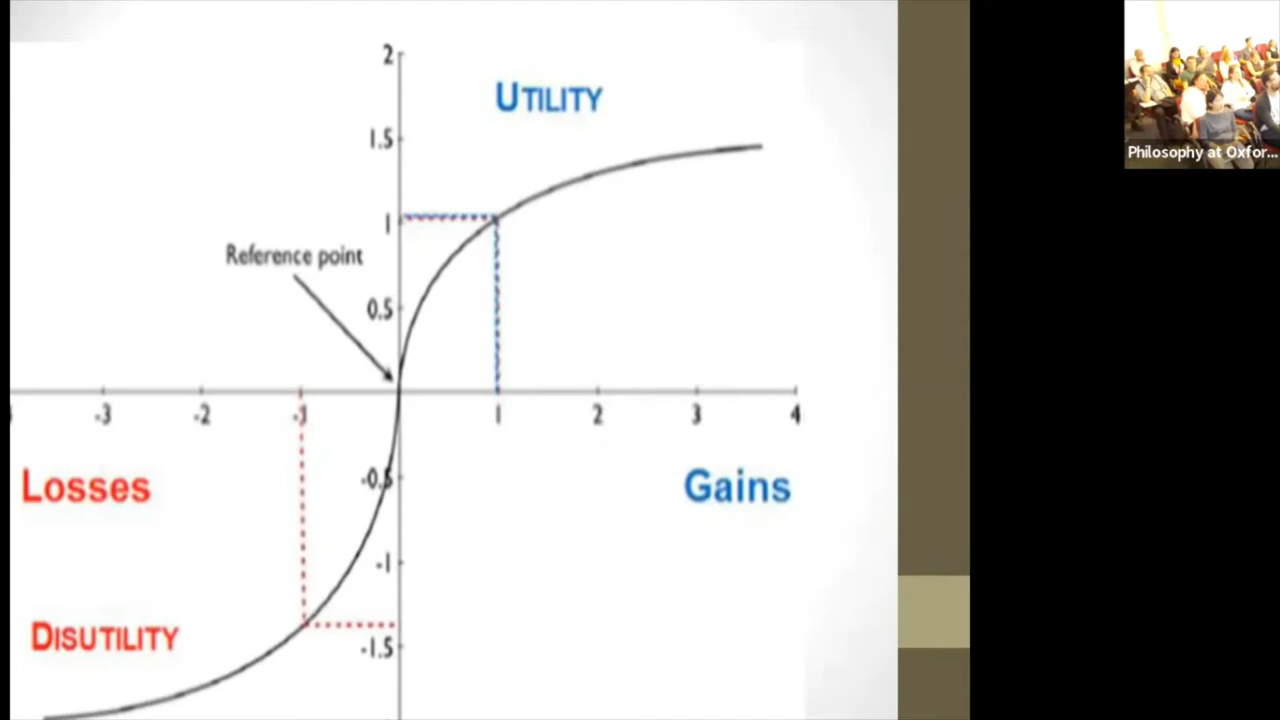 2
UTILITY
1.5
1
Reference point
0.5
-3
-2
-1
1
2
3
4
-0.5
Losses
Gains
-1
DISUTILITY
-1.5
Philosophy at Oxfor...